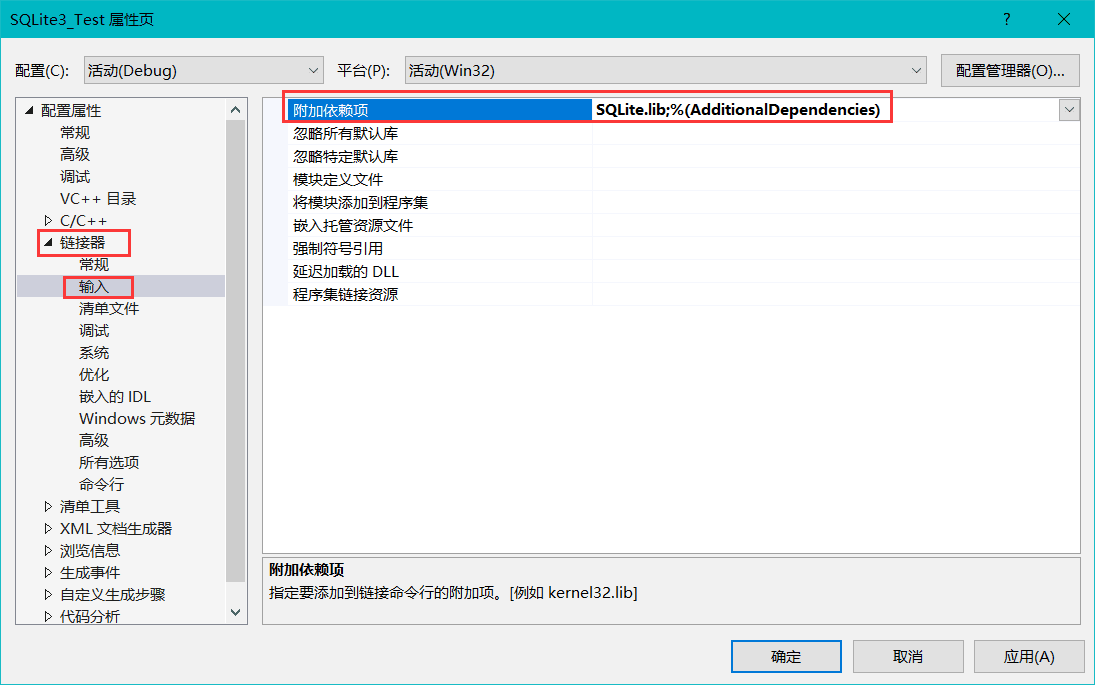 SQLite3_Test 属性页
?
配置(C): 活动(Debug) 平台(P): 活动(Win32) 配置管理器(O)...
配置属性
常规
高级
调试
VC++ 目录
C/C++
链接器
常规
输入
清单文件
调试
系统
优化
嵌入的 IDL
Windows 元数据
高级
所有选项
命令行
清单工具
XML 文档生成器
浏览信息
生成事件
自定义生成步骤
代码分析
附加依赖项 SQLite.lib;%(AdditionalDependencies)
忽略所有默认库
忽略特定默认库
模块定义文件
将模块添加到程序集
嵌入托管资源文件
强制符号引用
延迟加载的 DLL
程序集链接资源
附加依赖项
指定要添加到链接命令行的附加项。[例如 kernel32.lib]
确定 取消 应用(A)